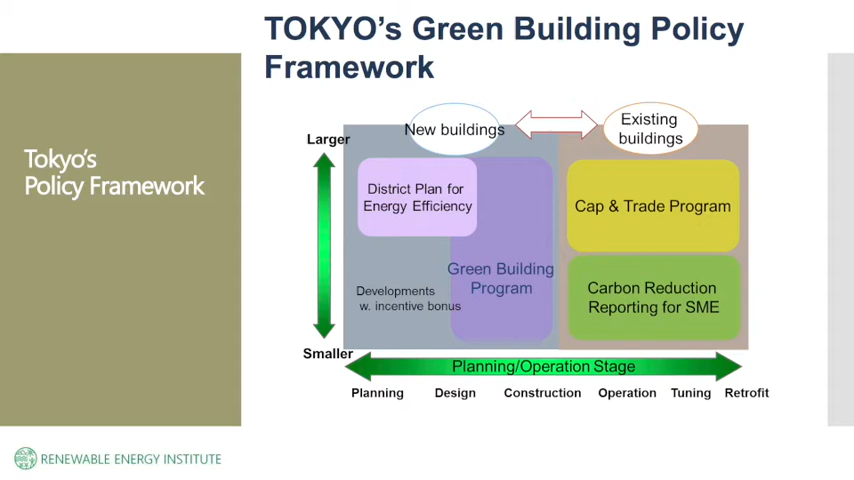 TOKYO’s Green Building Policy
Framework
Tokyo’s
Policy Framework
New buildings
Existing
buildings
Larger
District Plan for
Energy Efficiency
Cap & Trade Program
Green Building
Program
Developments
w. incentive bonus
Carbon Reduction
Reporting for SME
Smaller
Planning/Operation Stage
Planning Design Construction Operation Tuning Retrofit
RENEWABLE ENERGY INSTITUTE